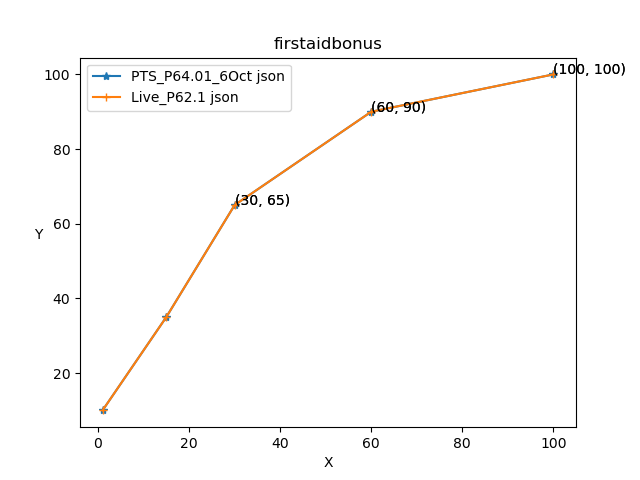 firstaidbonus
PTS_P64.01_6Oct json
Live_P62.1 json
(100, 100)
(60, 90)
(30, 65)
100
80
60
40
20
Y
0 20 40 60 80 100
X